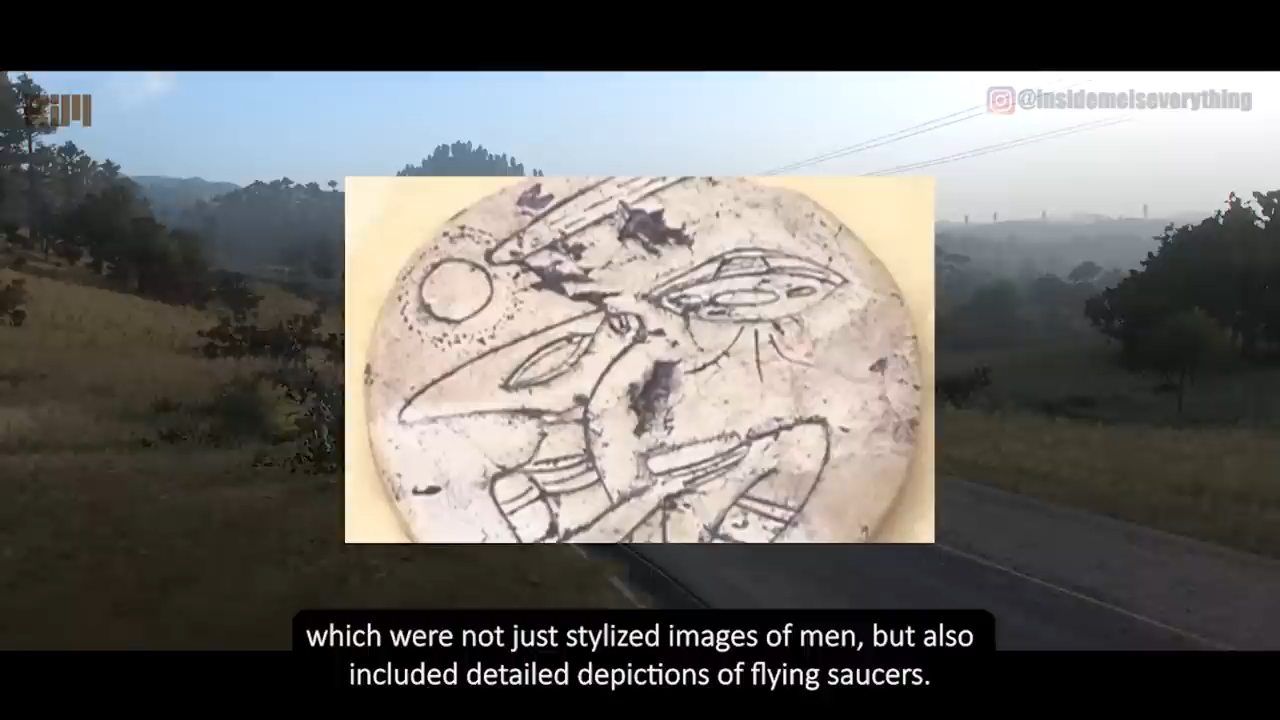 @insidemeiseverything
which were not just stylized images of men, but also
included detailed depictions of flying saucers.